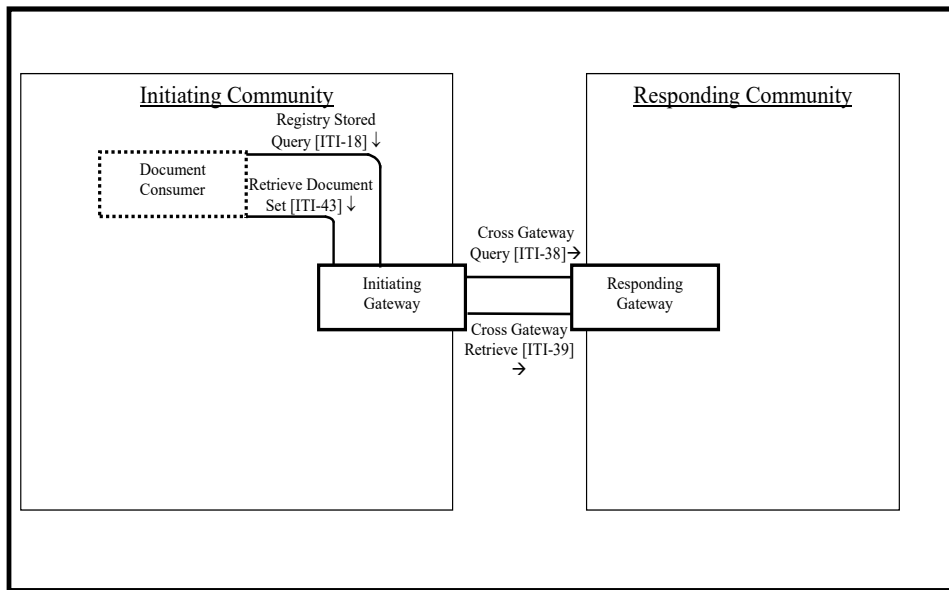 Initiating Community
Registry Stored
Query [ITI-18] ↓
Document
Consumer
Retrieve Document
Set [ITI-43] ↓
Initiating
Gateway
Cross Gateway
Query [ITI-38]→
Cross Gateway
Retrieve [ITI-39]
→
Responding Community
Responding
Gateway